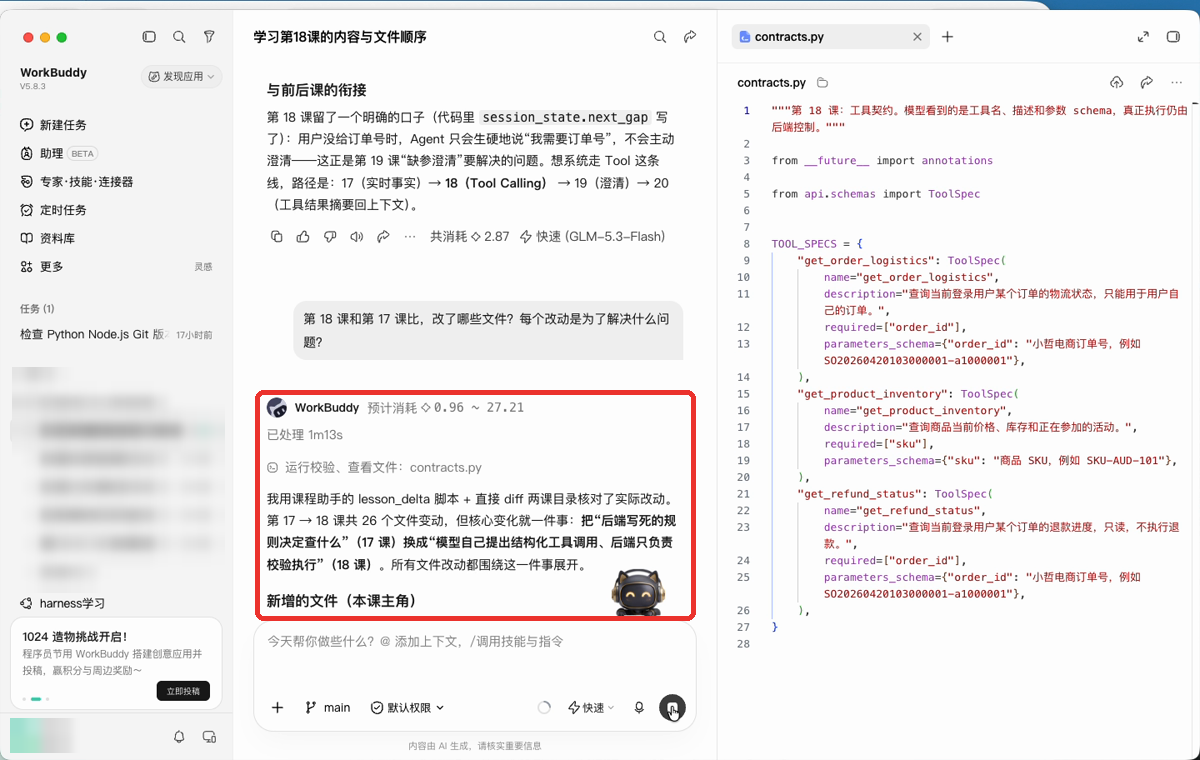 WorkBuddy
V5.8.3
发现应用
新建任务
助理 BETA
专家·技能·连接器
定时任务
资料库
更多
灵感
任务 (1)
检查 Python Node.js Git 版
17小时前
harness学习
1024 造物挑战开启!
程序员节用 WorkBuddy 搭建创意应用并
投稿，赢积分与周边奖励～
立即投稿
学习第18课的内容与文件顺序
与前后课的衔接
第 18 课留了一个明确的口子（代码里 session_state.next_gap 写
了）：用户没给订单号时，Agent 只会生硬地说“我需要订单号”，不会主动
澄清——这正是第 19 课“缺参澄清”要解决的问题。想系统走 Tool 这条
线，路径是：17（实时事实）→ 18（Tool Calling） → 19（澄清）→ 20
（工具结果摘要回上下文）。
共消耗 2.87 快速 (GLM-5.3-Flash)
第 18 课和第 17 课比，改了哪些文件？每个改动是为了解决什么问
题？
WorkBuddy 预计消耗 0.96 ~ 27.21
已处理 1m13s
运行校验、查看文件：contracts.py
我用课程助手的 lesson_delta 脚本 + 直接 diff 两课目录核对了实际改动。
第 17 → 18 课共 26 个文件变动，但核心变化就一件事：把“后端写死的规
则决定查什么”（17 课）换成“模型自己提出结构化工具调用、后端只负责
校验执行”（18 课）。所有文件改动都围绕这一件事展开。
新增的文件（本课主角）
今天帮你做些什么？@ 添加上下文，/调用技能与指令
main
默认权限
快速
内容由 AI 生成，请核实重要信息
contracts.py
contracts.py
1 """第 18 课：工具契约。模型看到的是工具名、描述和参数 schema，真正执行仍由
后端控制。"""
2
3 from __future__ import annotations
4
5 from api.schemas import ToolSpec
6
7
8 TOOL_SPECS = {
9 "get_order_logistics": ToolSpec(
10 name="get_order_logistics",
11 description="查询当前登录用户某个订单的物流状态，只能用于用户自
己的订单。",
12 required=["order_id"],
13 parameters_schema={"order_id": "小哲电商订单号，例如
SO20260420103000001-a1000001"},
14 ),
15 "get_product_inventory": ToolSpec(
16 name="get_product_inventory",
17 description="查询商品当前价格、库存和正在参加的活动。",
18 required=["sku"],
19 parameters_schema={"sku": "商品 SKU，例如 SKU-AUD-101"},
20 ),
21 "get_refund_status": ToolSpec(
22 name="get_refund_status",
23 description="查询当前登录用户某个订单的退款进度，只读，不执行退
款。",
24 required=["order_id"],
25 parameters_schema={"order_id": "小哲电商订单号，例如
SO20260420103000001-a1000001"},
26 ),
27 }
28